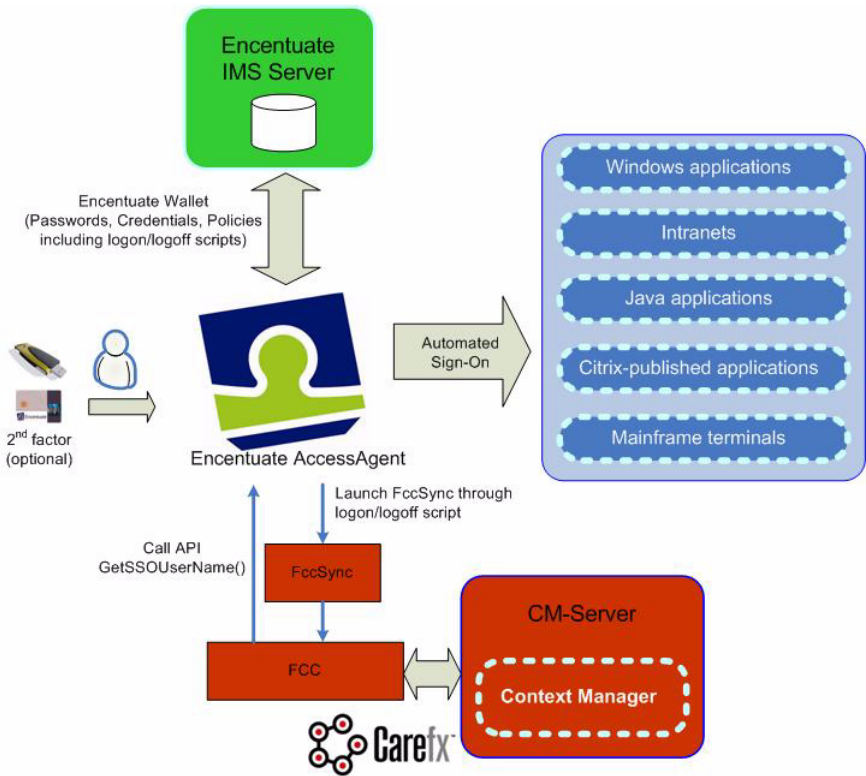 Encentuate
IMS Server
Encentuate Wallet
(Passwords, Credentials, Policies
including logon/logoff scripts)
Windows applications
Intranets
Java applications
Citrix-published applications
Mainframe terminals
Automated
Sign-On
2nd factor
(optional)
Encentuate AccessAgent
Launch FccSync through
logon/logoff script
Call API
GetSSOUserName()
FccSync
FCC
CM-Server
Context Manager
Carefx